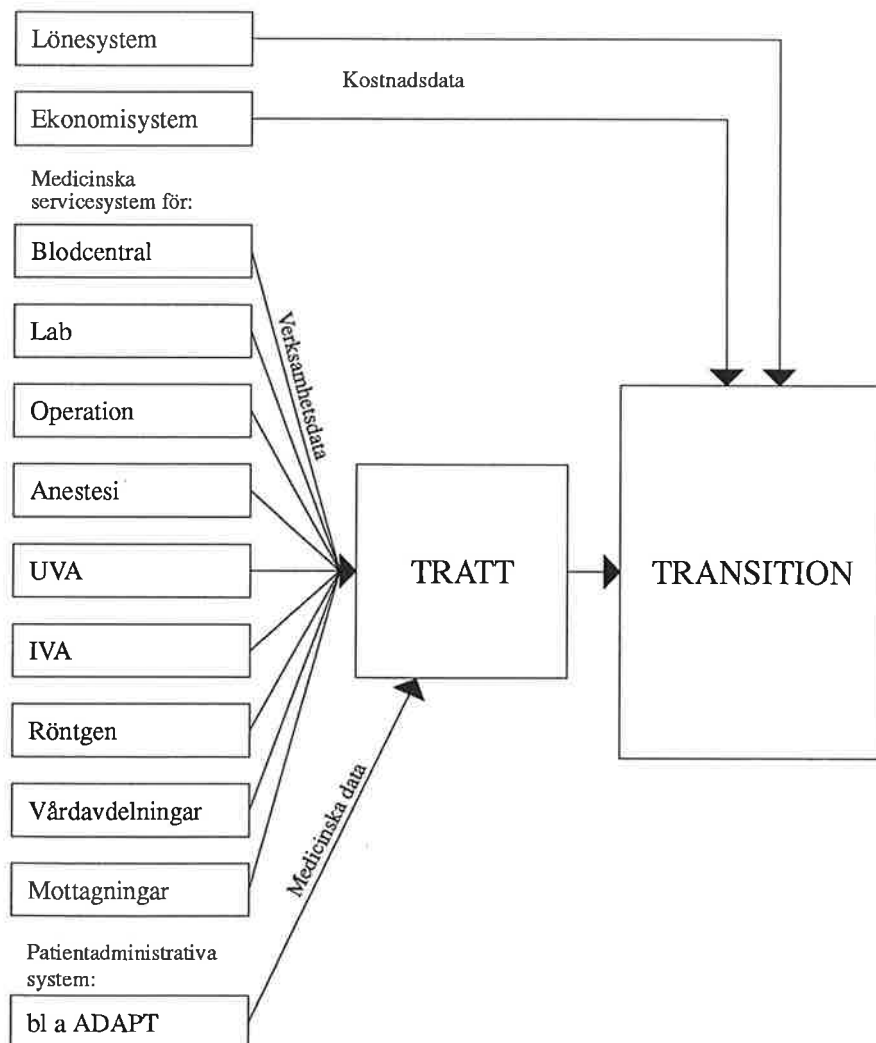 Lönesystem
Kostnadsdata
Ekonomisystem
Medicinska
servicesystem för:
Blodcentral
Lab
Verksamhetsdata
Operation
Anestesi
UVA
TRATT
TRANSITION
IVA
Röntgen
Vårdavdelningar
Medicinska data
Mottagningar
Patientadministrativa
system:
bl a ADAPT